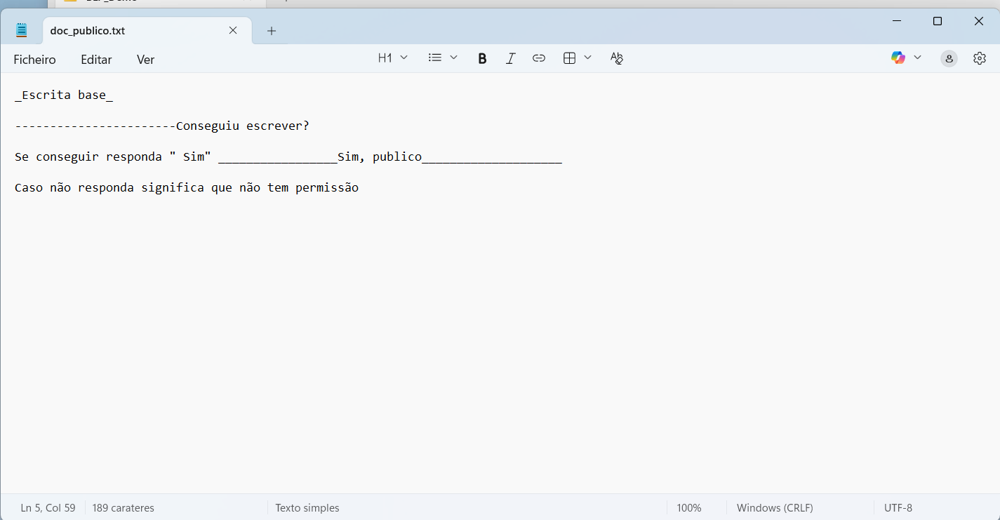 doc_publico.txt
Ficheiro Editar Ver H1 B I
_Escrita base_
-----------------------Conseguiu escrever?
Se conseguir responda " Sim" _________________Sim, publico____________________
Caso não responda significa que não tem permissão
Ln 5, Col 59 189 carateres Texto simples 100% Windows (CRLF) UTF-8